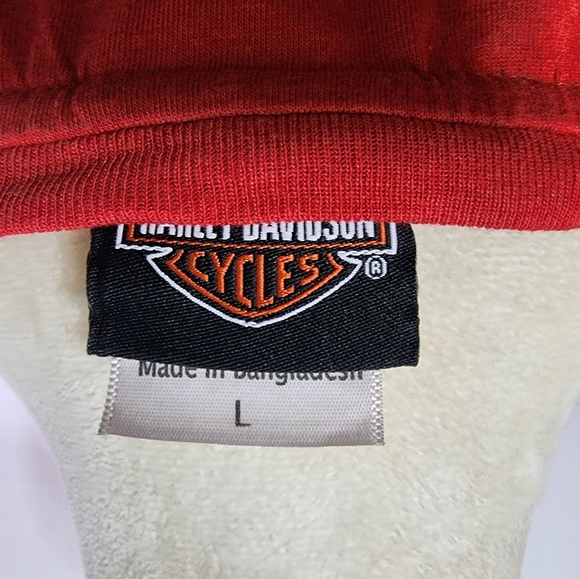 HARLEY-DAVIDSON
CYCLES ®
Made in Bangladesh
L